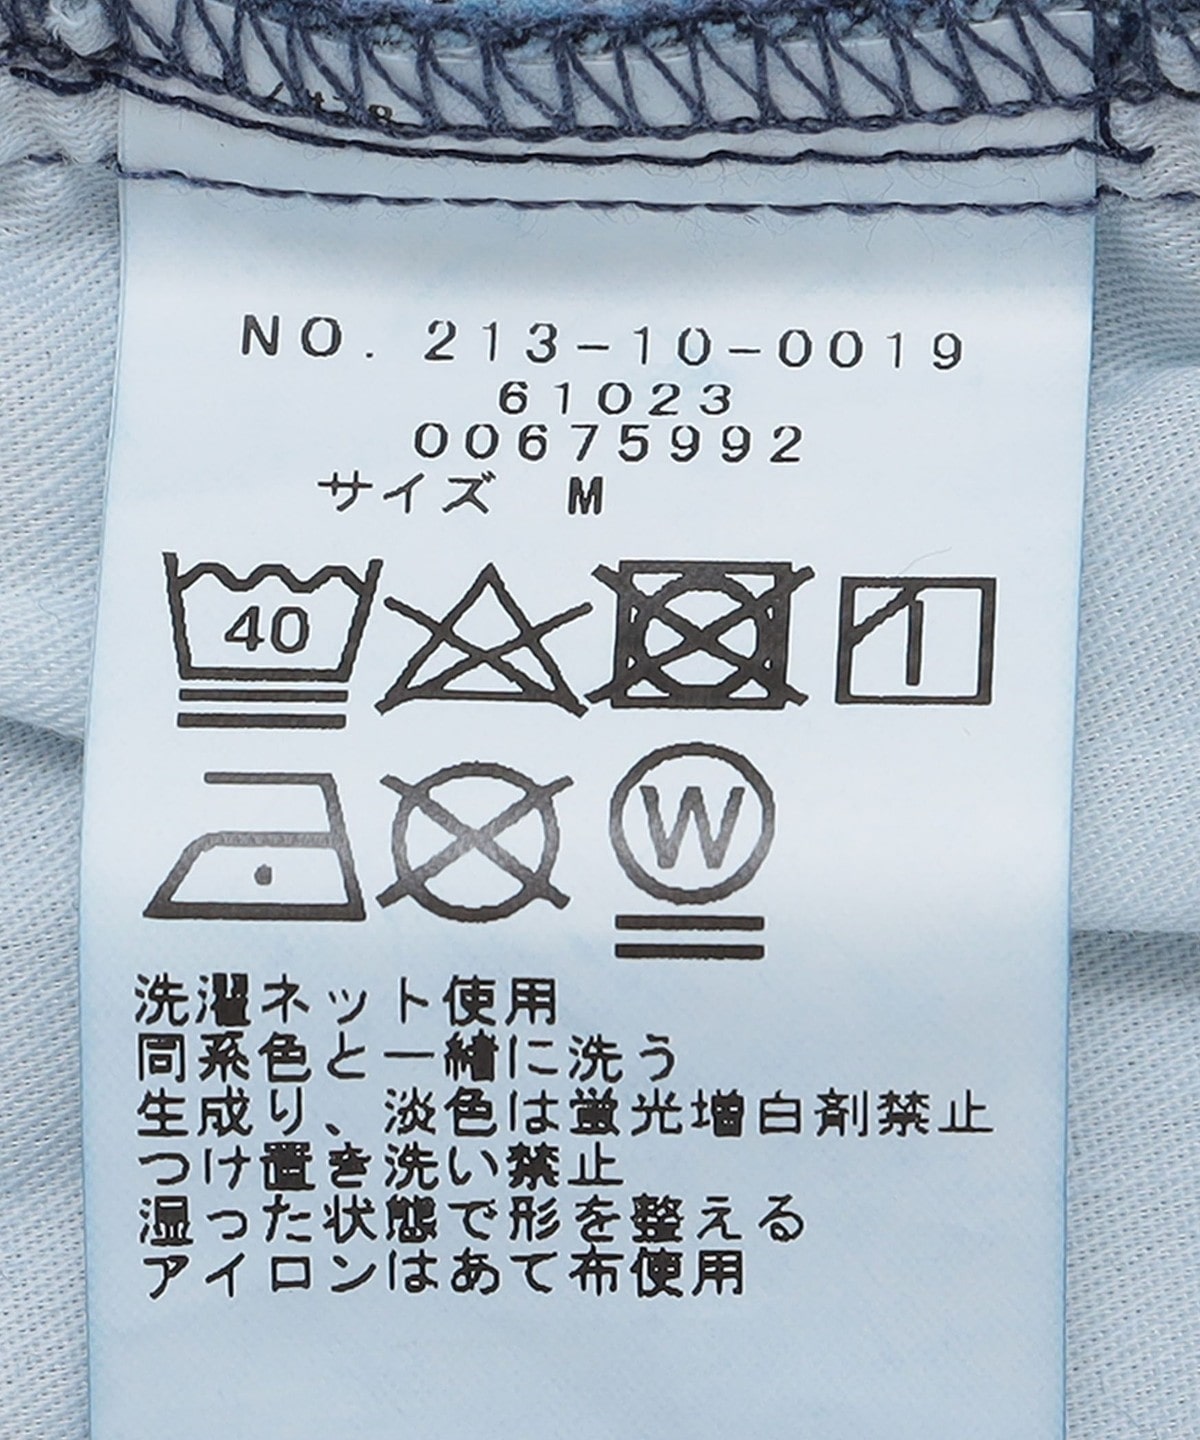 NO. 213-10-0019
61023
00675992
サイズ M
40
W
洗濯ネット使用
同系色と一緒に洗う
生成り、淡色は蛍光増白剤禁止
つけ置き洗い禁止
湿った状態で形を整える
アイロンはあて布使用